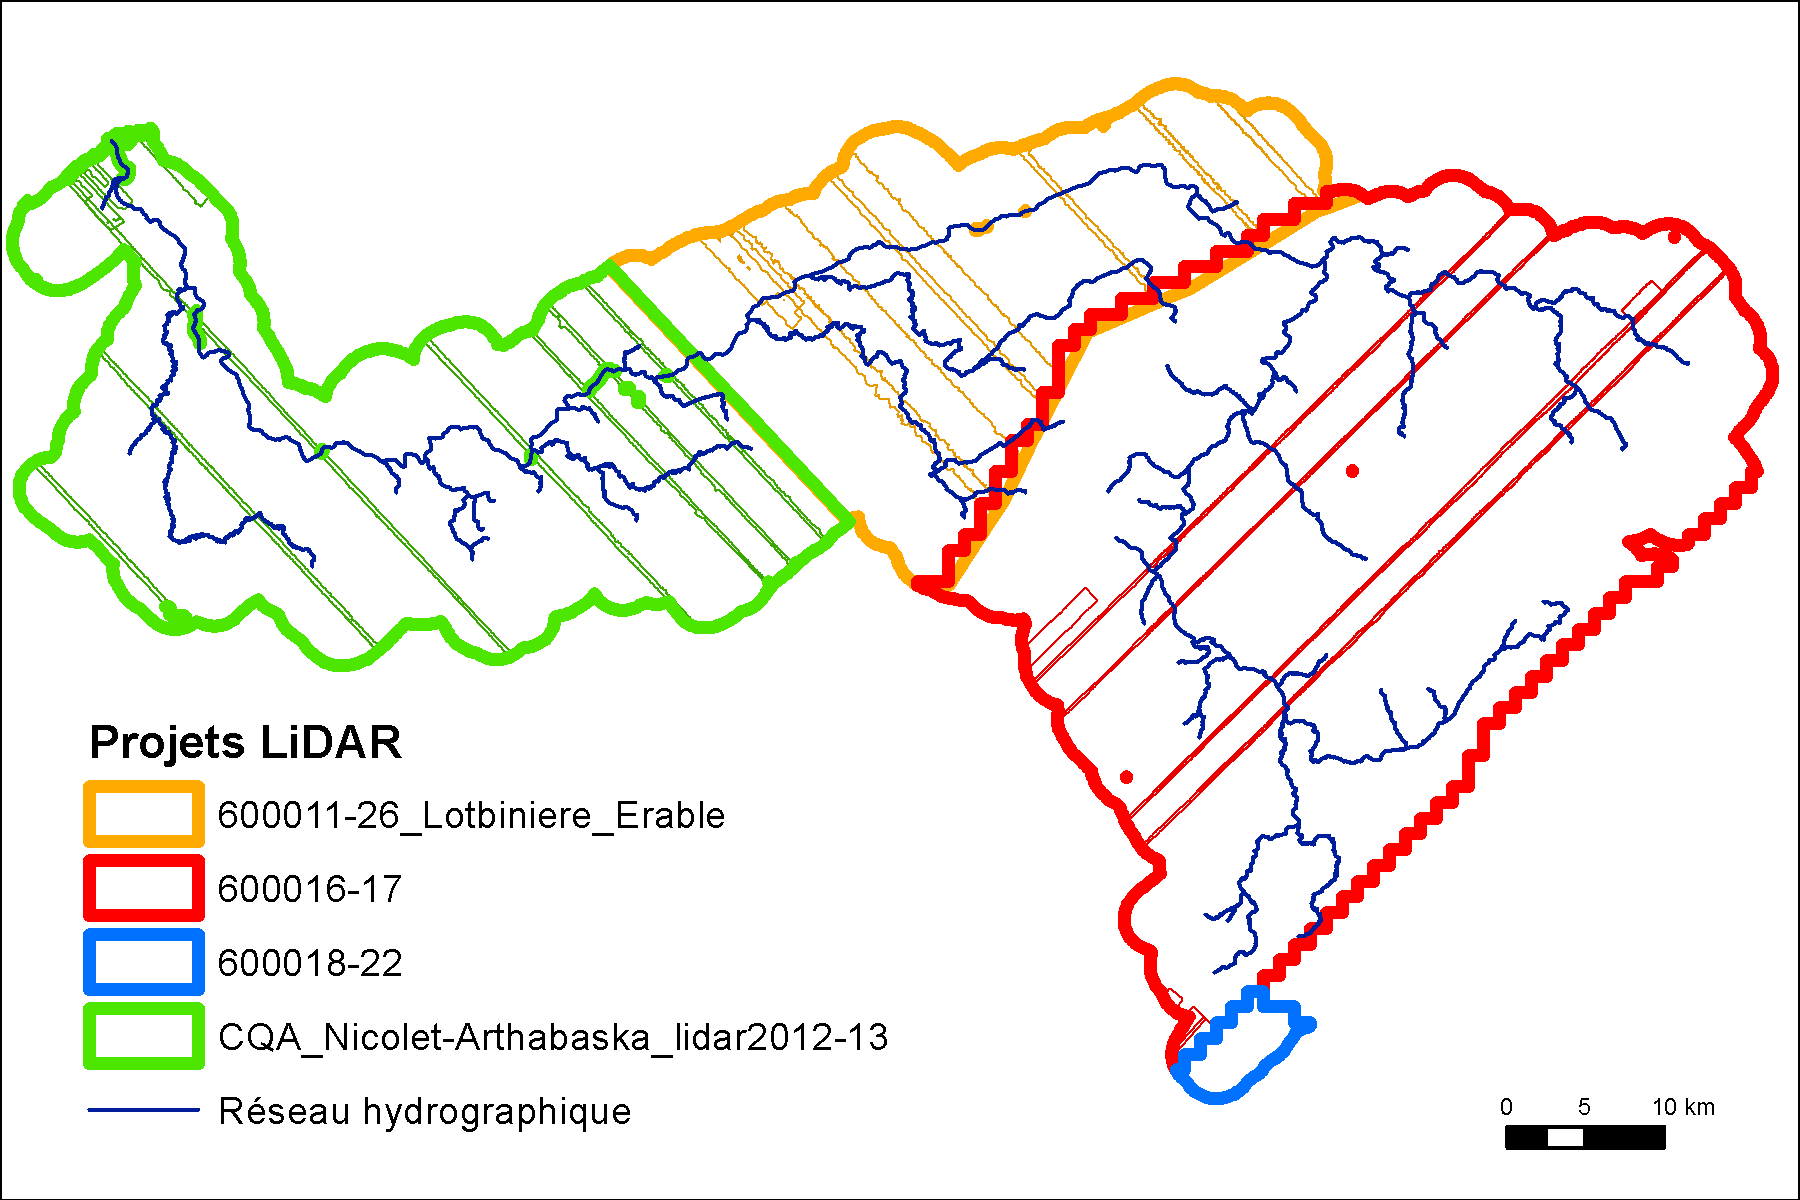 Projets LiDAR
600011-26_Lotbiniere_Erable
600016-17
600018-22
CQA_Nicolet-Arthabaska_lidar2012-13
Réseau hydrographique
0 5 10 km